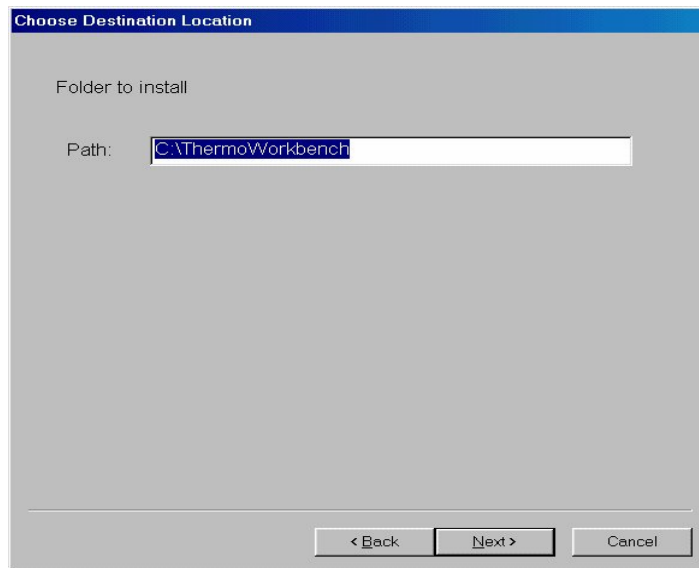 Choose Destination Location
Folder to install
Path: C:\ThermoWorkbench
< Back Next > Cancel